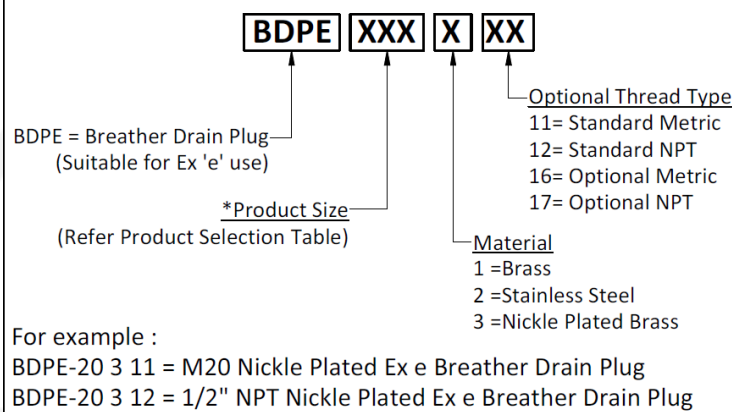 BDPE XXX X XX
Optional Thread Type
11= Standard Metric
12= Standard NPT
16= Optional Metric
17= Optional NPT
BDPE = Breather Drain Plug
(Suitable for Ex 'e' use)
*Product Size
(Refer Product Selection Table)
Material
1 =Brass
2 =Stainless Steel
3 =Nickle Plated Brass
For example :
BDPE-20 3 11 = M20 Nickle Plated Ex e Breather Drain Plug
BDPE-20 3 12 = 1/2" NPT Nickle Plated Ex e Breather Drain Plug